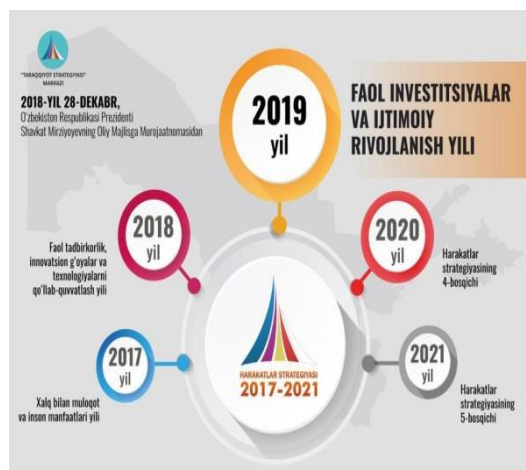 "TARAQQIYOT STRATEGIYASI"
MARKAZI
2018-YIL 28-DEKABR,
O'zbekiston Respublikasi Prezidenti
Shavkat Mirziyoyevning Oliy Majlisga Murojaatnomasidan
2019
yil
FAOL INVESTITSIYALAR
VA IJTIMOIY
RIVOJLANISH YILI
2018
yil
Faol tadbirkorlik,
innovatsion g'oyalar va
texnologiyalarni
qo'llab-quvvatlash yili
2020
yil
Harakatlar
strategiyasining
4-bosqichi
2017
yil
Xalq bilan muloqot
va inson manfaatlari yili
HARAKATLAR STRATEGIYASI
2017-2021
2021
yil
Harakatlar
strategiyasining
5-bosqichi